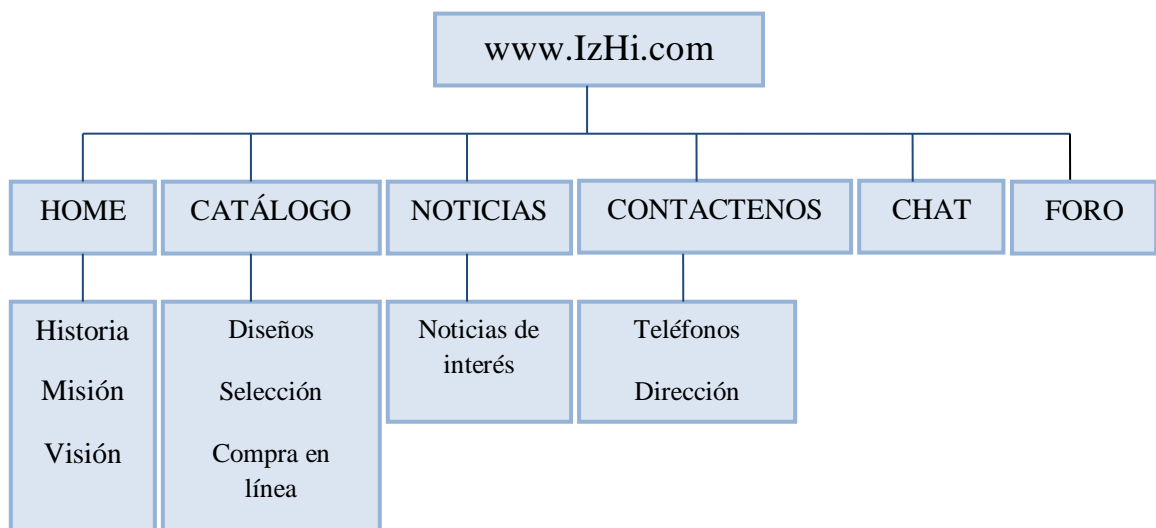 www.IzHi.com
HOME
CATÁLOGO
NOTICIAS
CONTACTENOS
CHAT
FORO
Historia
Misión
Visión
Diseños
Selección
Compra en
línea
Noticias de
interés
Teléfonos
Dirección